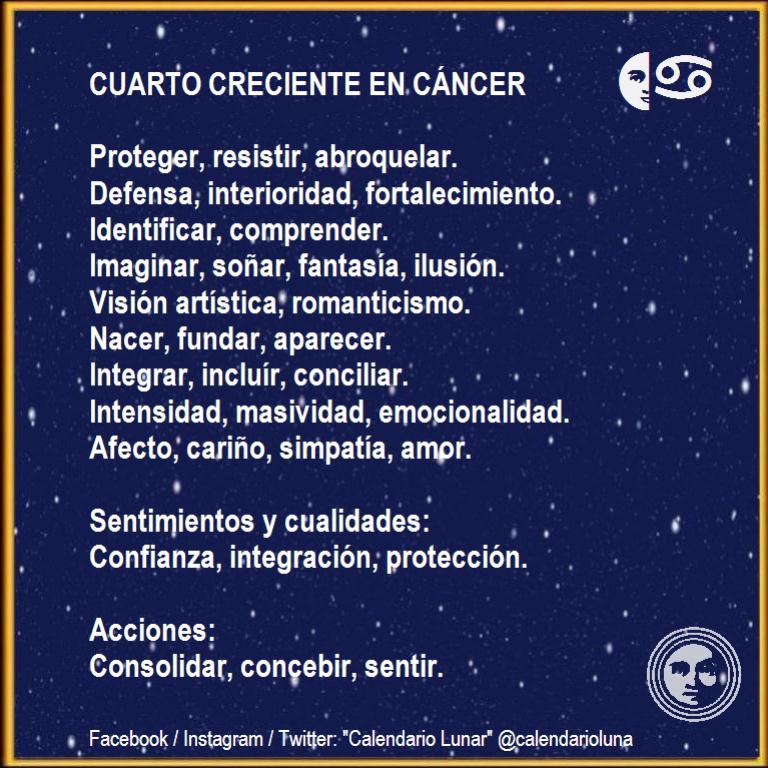 CUARTO CRECIENTE EN CÁNCER
Proteger, resistir, abroquelar.
Defensa, interioridad, fortalecimiento.
Identificar, comprender.
Imaginar, soñar, fantasía, ilusión.
Visión artística, romanticismo.
Nacer, fundar, aparecer.
Integrar, incluír, conciliar.
Intensidad, masividad, emocionalidad.
Afecto, cariño, simpatía, amor.
Sentimientos y cualidades:
Confianza, integración, protección.
Acciones:
Consolidar, concebir, sentir.
Facebook / Instagram / Twitter: "Calendario Lunar" @calendarioluna